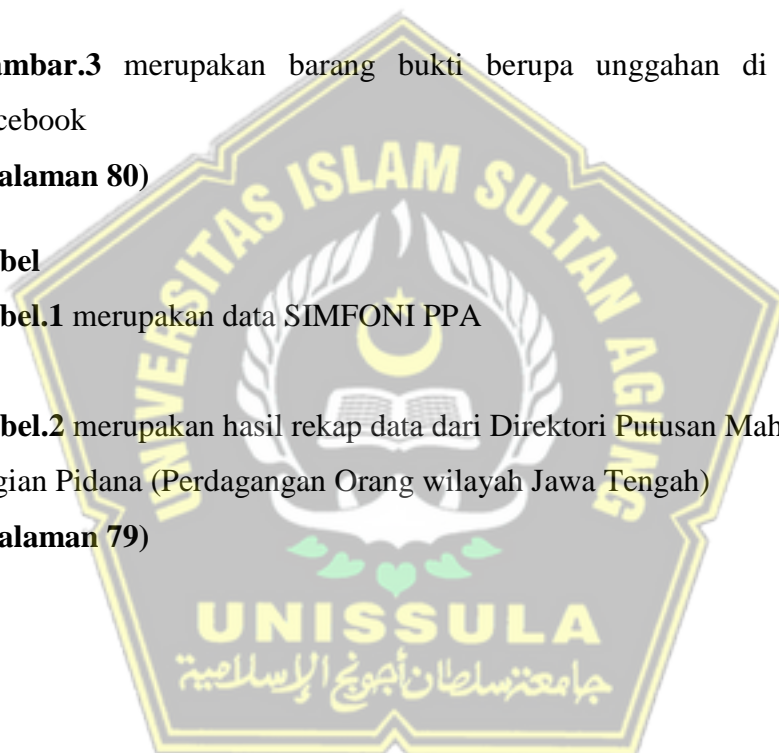 ambar.3 merupakan barang bukti berupa unggahan di
cebook
alaman 80)
bel
bel.1 merupakan data SIMFONI PPA
bel.2 merupakan hasil rekap data dari Direktori Putusan Mah
gian Pidana (Perdagangan Orang wilayah Jawa Tengah)
alaman 79)
UNIVERSITAS ISLAM SULTAN AGUNG
UNISSULA
جامعة سلطان أجونج الإسلامية